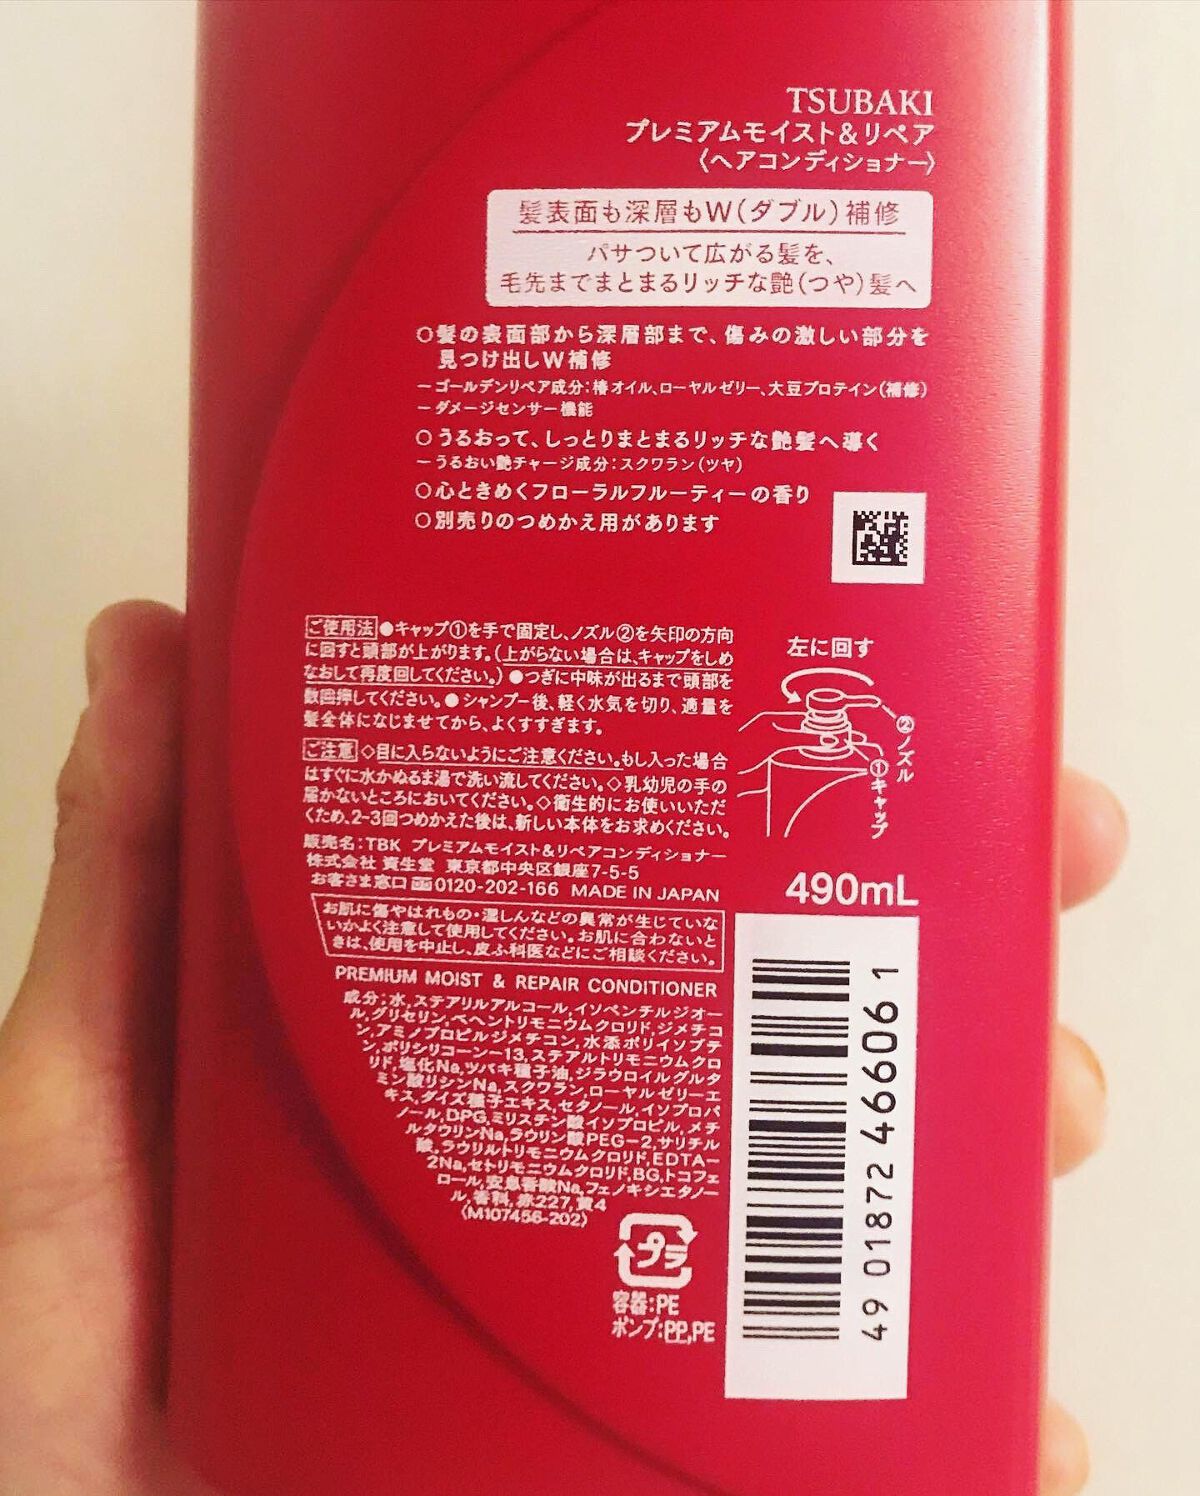 TSUBAKI
プレミアムモイスト&リペア
〈ヘアコンディショナー〉
髪表面も深層もW(ダブル)補修
パサついて広がる髪を、
毛先までまとまるリッチな艶(つや)髪へ
○髪の表面部から深層部まで、傷みの激しい部分を
見つけ出しW補修
－ゴールデンリペア成分:椿オイル、ローヤルゼリー、大豆プロテイン(補修)
－ダメージセンサー機能
○うるおって、しっとりまとまるリッチな艶髪へ導く
－うるおい艶チャージ成分:スクワラン(ツヤ)
○心ときめくフローラルフルーティーの香り
○別売りのつめかえ用があります
ご使用法 ●キャップ①を手で固定し、ノズル②を矢印の方向
に回すと頭部が上がります。(上がらない場合は、キャップをしめ
なおして再度回してください。)●つぎに中味が出るまで頭部を
数回押してください。●シャンプー後、軽く水気を切り、適量を
髪全体になじませてから、よくすすぎます。
左に回す
②ノズル
①キャップ
ご注意 ◇目に入らないようにご注意ください。もし入った場合
はすぐに水かぬるま湯で洗い流してください。◇乳幼児の手の
届かないところにおいてください。◇衛生的にお使いいただ
くため、2~3回つめかえた後は、新しい本体をお求めください。
販売名:TBK プレミアムモイスト&リペアコンディショナー
株式会社 資生堂 東京都中央区銀座7-5-5
お客さま窓口 0120-202-166 MADE IN JAPAN
お肌に傷やはれもの・湿しんなどの異常が生じていな
いかよく注意して使用してください。お肌に合わないと
きは、使用を中止し、皮ふ科医などにご相談ください。
PREMIUM MOIST & REPAIR CONDITIONER
成分:水,ステアリルアルコール,イソペンチルジオー
ル,グリセリン,ベヘントリモニウムクロリド,ジメチコ
ン,アミノプロピルジメチコン,水添ポリイソブテ
ン,ポリシリコーン-13,ステアルトリモニウムクロ
リド,塩化Na,ツバキ種子油,ジラウロイルグルタ
ミン酸リシンNa,スクワラン,ローヤルゼリーエ
キス,ダイズ種子エキス,セタノール,イソプロパ
ノール,DPG,ミリスチン酸イソプロピル,メチ
ルタウリンNa,ラウリン酸PEG-2,サリチル
酸,ラウリルトリモニウムクロリド,EDTA-
2Na,セトリモニウムクロリド,BG,トコフェ
ロール,安息香酸Na,フェノキシエタノー
ル,香料,赤227,黄4
〈M107456-202〉
490mL
4901872466061
プラ
容器:PE
ポンプ:PP,PE